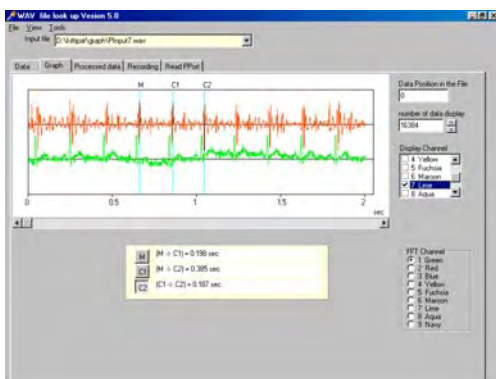 WAV file look up Vesion 5.0
File View Tools
Input file D:\lishipat\graph\PInput7.wav
Data Graph Processed data Recording Read PPort
M C1 C2
0 0.5 1 1.5 2
sec
Data Position in the File
0
number of data display
16384
Display Channel
4 Yellow
5 Fuchsia
6 Maroon
7 Lime
8 Aqua
M (M -> C1) = 0.198 sec
C1 (M -> C2) = 0.385 sec
C2 (C1 -> C2) = 0.187 sec
FFT Channel
1 Green
2 Red
3 Blue
4 Yellow
5 Fuchsia
6 Maroon
7 Lime
8 Aqua
9 Navy